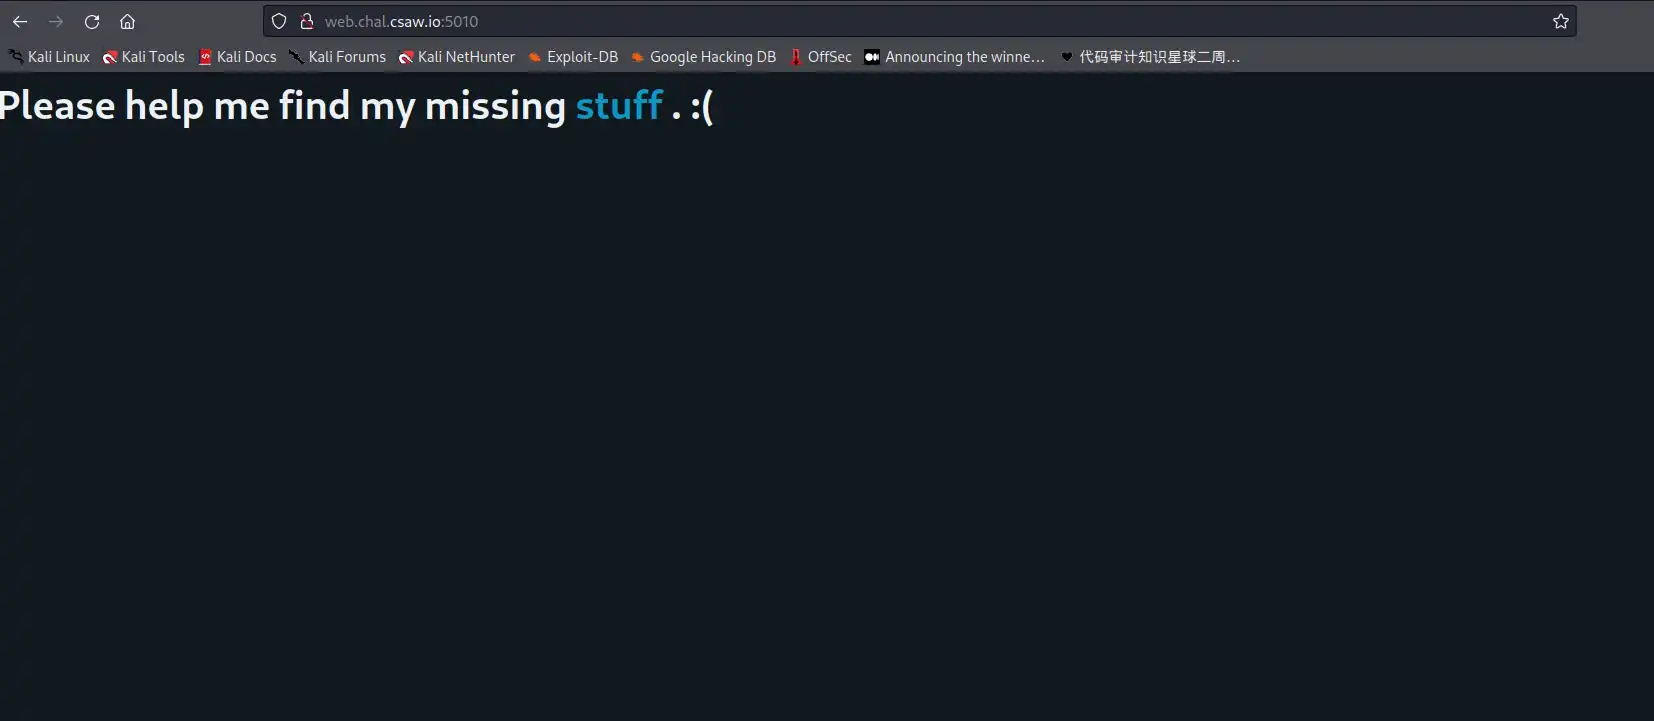 web.chal.csaw.io:5010
Kali Linux Kali Tools Kali Docs Kali Forums Kali NetHunter Exploit-DB Google Hacking DB OffSec Announcing the winne... 代码审计知识星球二周...
Please help me find my missing stuff . :(